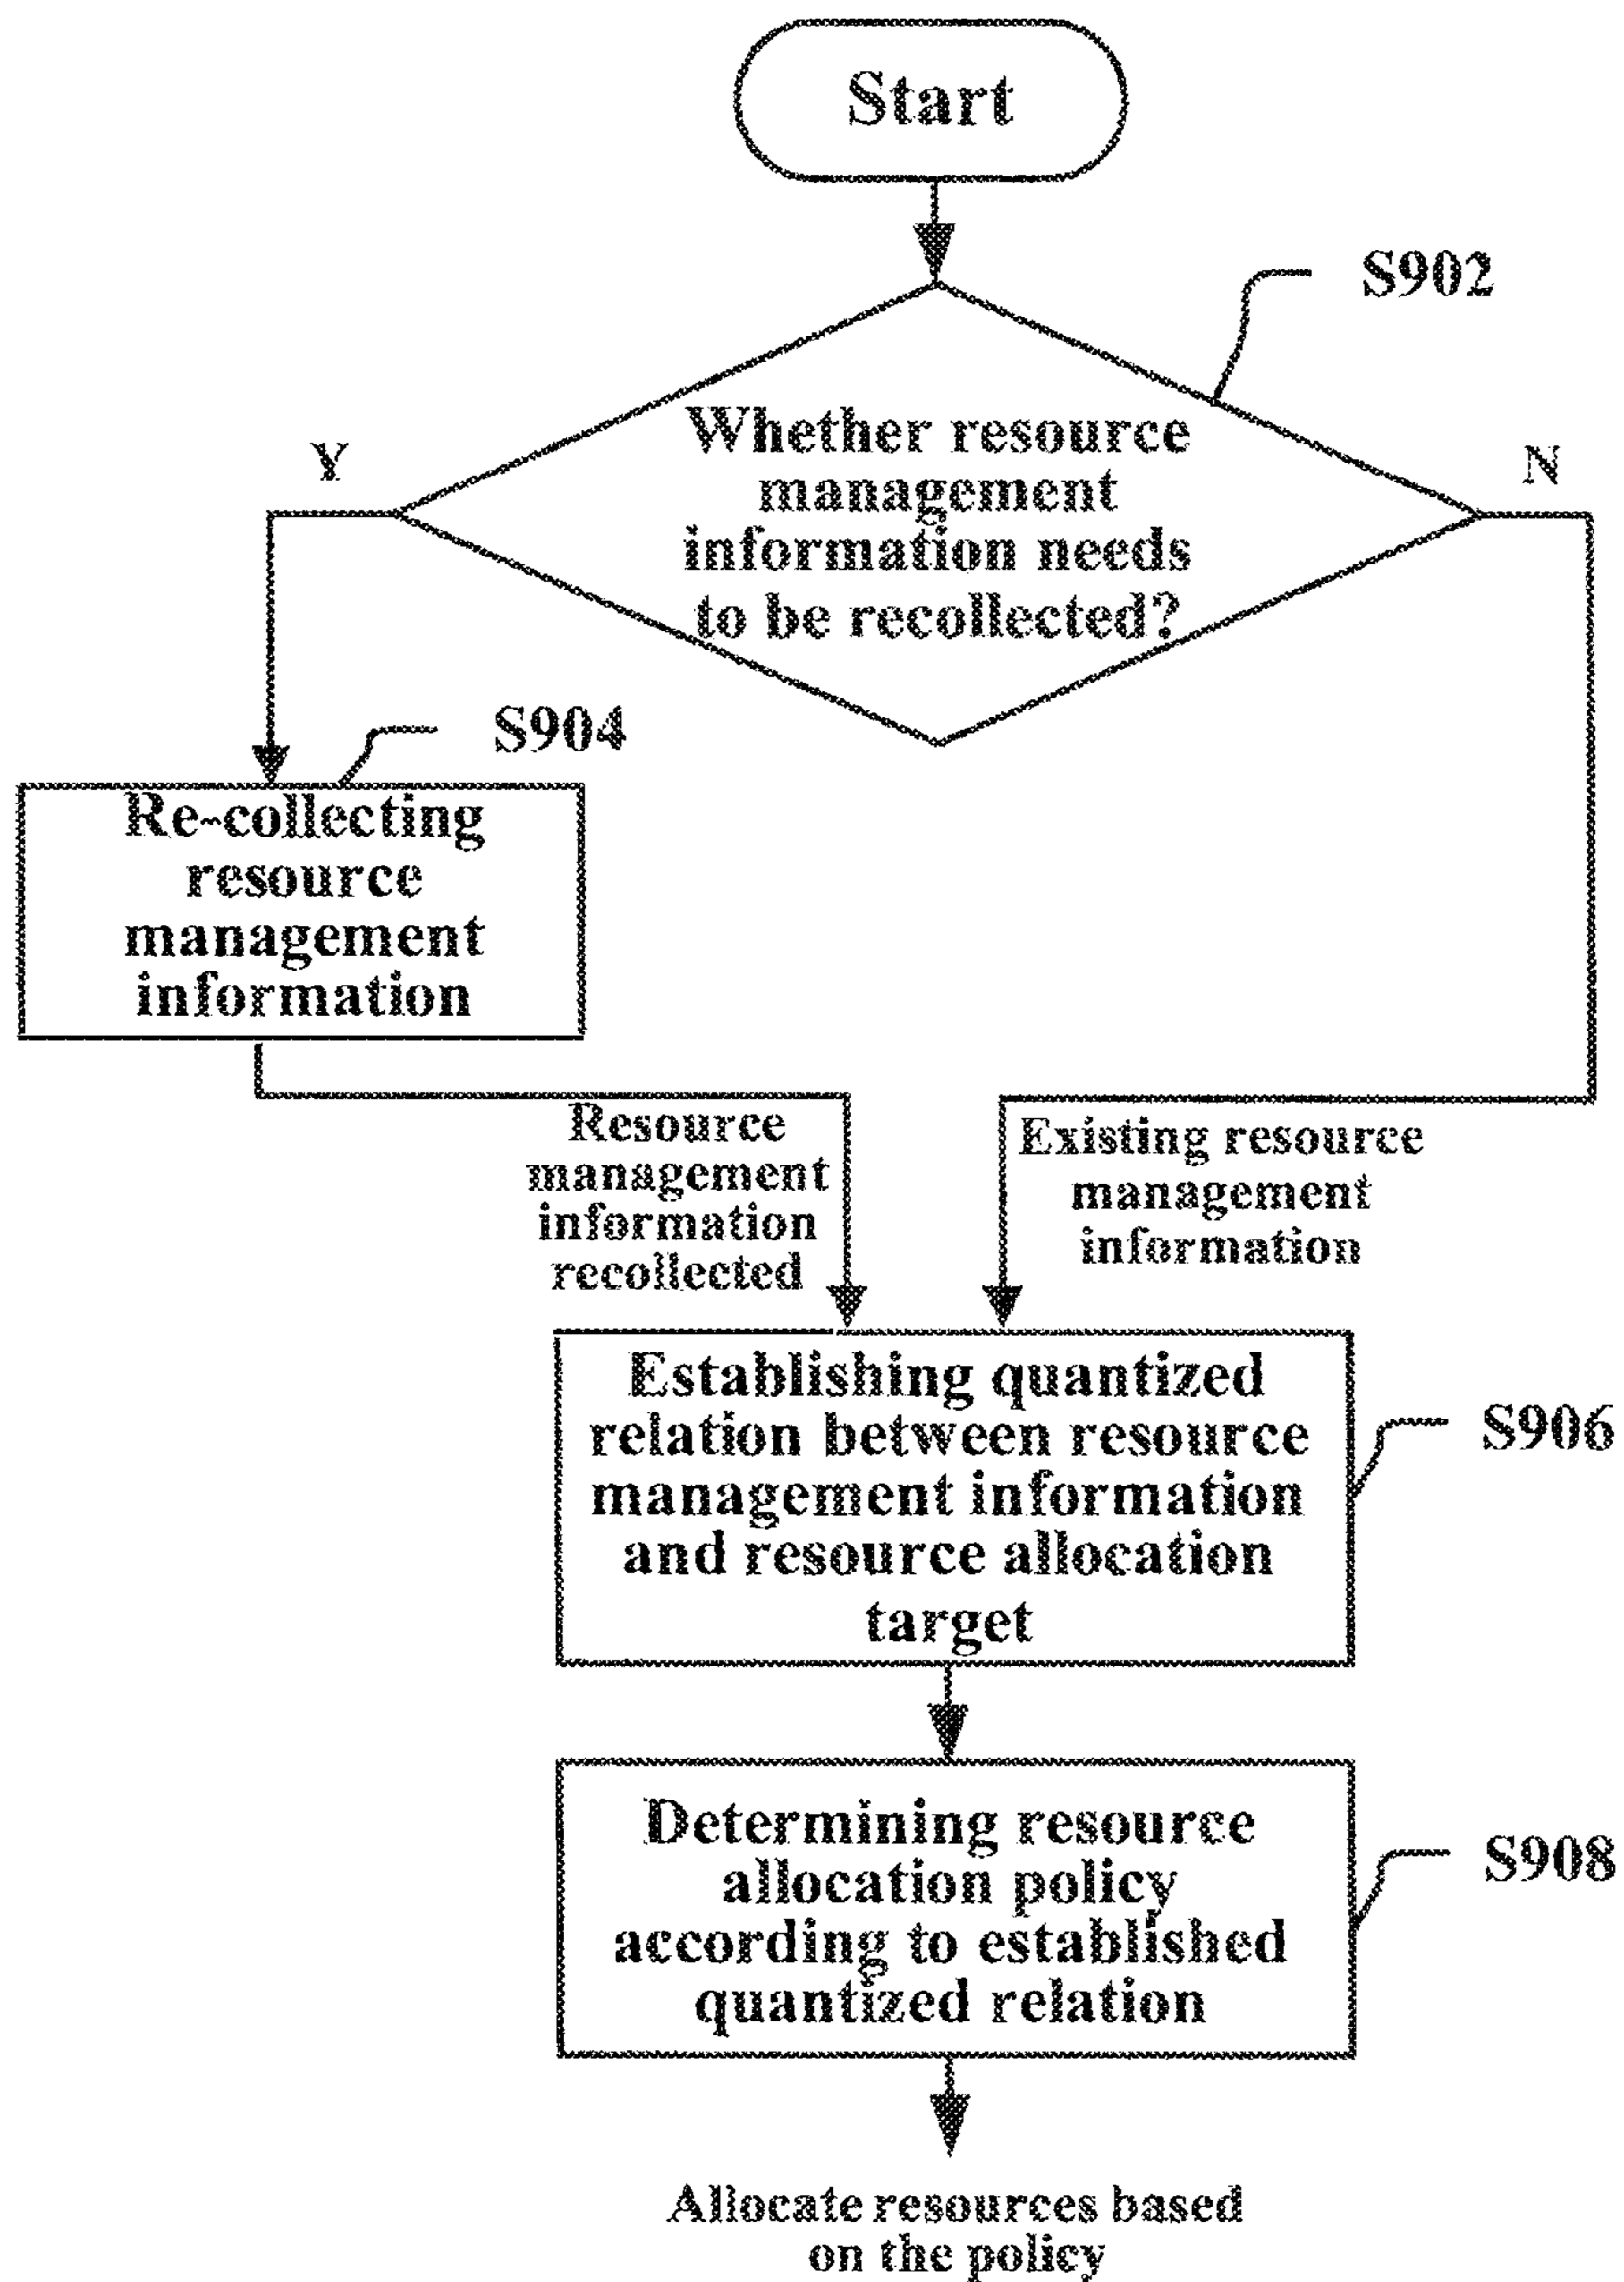 Start
S902
Whether resource
management
information needs
to be recollected?
Y
N
S904
Re-collecting
resource
management
information
Resource
management
information
recollected
Existing resource
management
information
Establishing quantized
relation between resource
management information
and resource allocation
target
S906
Determining resource
allocation policy
according to established
quantized relation
S908
Allocate resources based
on the policy